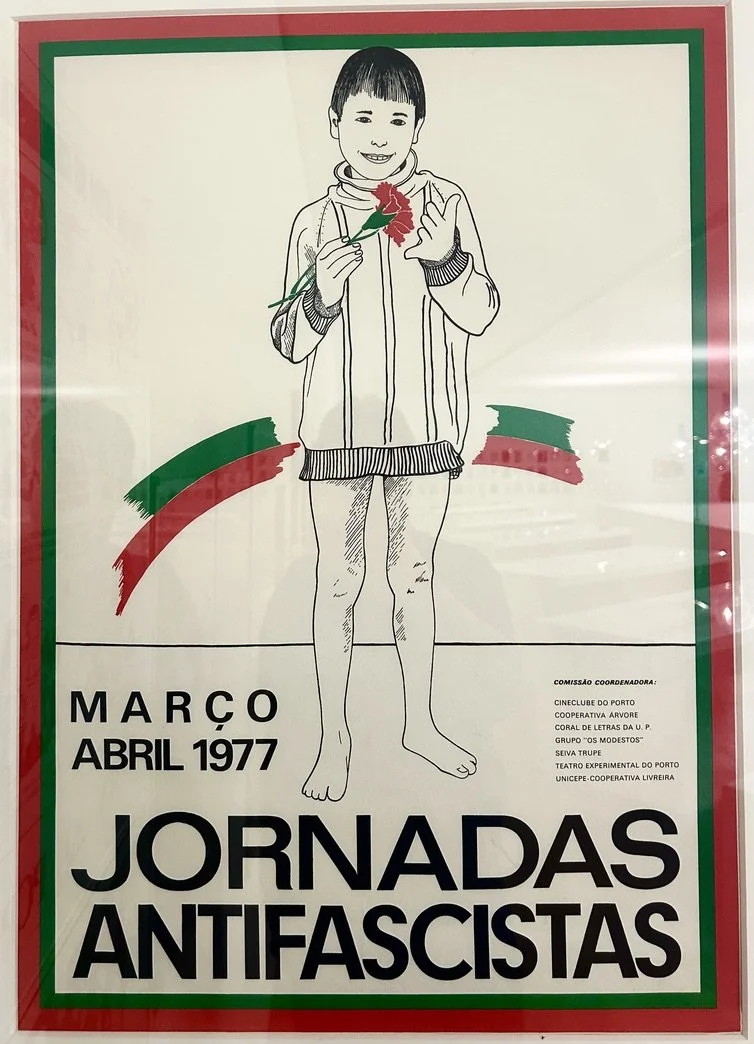 MARÇO
ABRIL 1977
COMISSÃO COORDENADORA:
CINECLUBE DO PORTO
COOPERATIVA ÁRVORE
CORAL DE LETRAS DA U. P.
GRUPO "OS MODESTOS"
SEIVA TRUPE
TEATRO EXPERIMENTAL DO PORTO
UNICEPE-COOPERATIVA LIVREIRA
JORNADAS
ANTIFASCISTAS